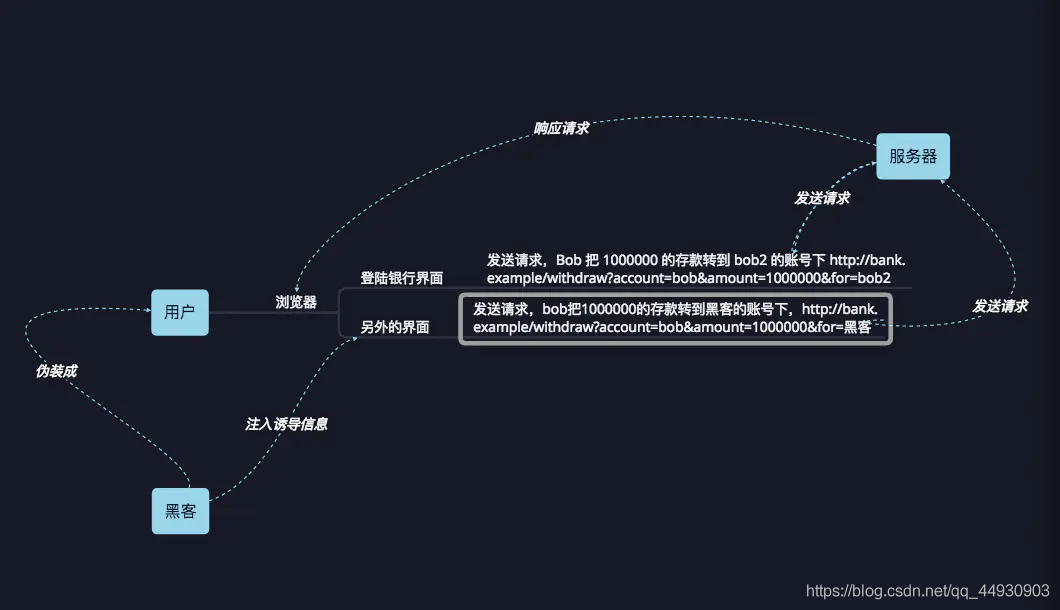 响应请求
服务器
发送请求
发送请求，Bob 把 1000000 的存款转到 bob2 的账号下 http://bank.
example/withdraw?account=bob&amount=1000000&for=bob2
登陆银行界面
用户
浏览器
发送请求，bob把1000000的存款转到黑客的账号下，http://bank.
example/withdraw?account=bob&amount=1000000&for=黑客
另外的界面
发送请求
伪装成
注入诱导信息
黑客
https://blog.csdn.net/qq_44930903